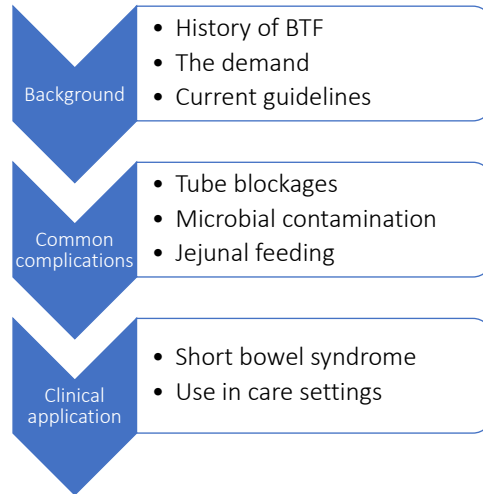 Background
• History of BTF
• The demand
• Current guidelines
Common
complications
• Tube blockages
• Microbial contamination
• Jejunal feeding
Clinical
application
• Short bowel syndrome
• Use in care settings